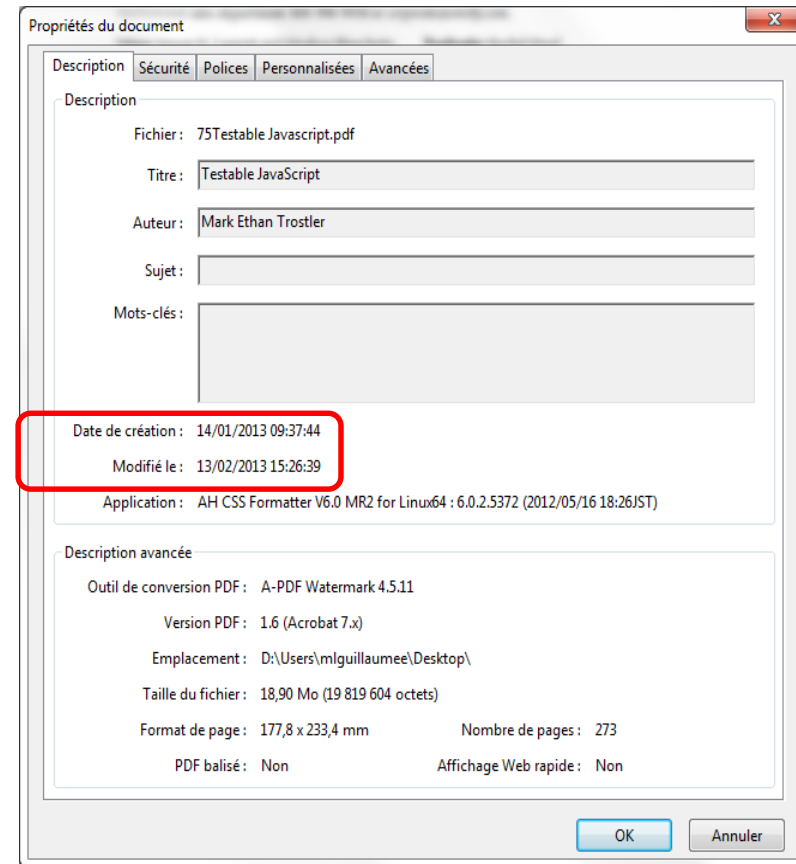 Propriétés du document
Description Sécurité Polices Personnalisées Avancées
Description
Fichier : 75Testable Javascript.pdf
Titre : Testable JavaScript
Auteur : Mark Ethan Trostler
Sujet :
Mots-clés :
Date de création : 14/01/2013 09:37:44
Modifié le : 13/02/2013 15:26:39
Application : AH CSS Formatter V6.0 MR2 for Linux64 : 6.0.2.5372 (2012/05/16 18:26JST)
Description avancée
Outil de conversion PDF : A-PDF Watermark 4.5.11
Version PDF : 1.6 (Acrobat 7.x)
Emplacement : D:\Users\mlguillaumee\Desktop\
Taille du fichier : 18,90 Mo (19 819 604 octets)
Format de page : 177,8 x 233,4 mm Nombre de pages : 273
PDF balisé : Non Affichage Web rapide : Non
OK Annuler